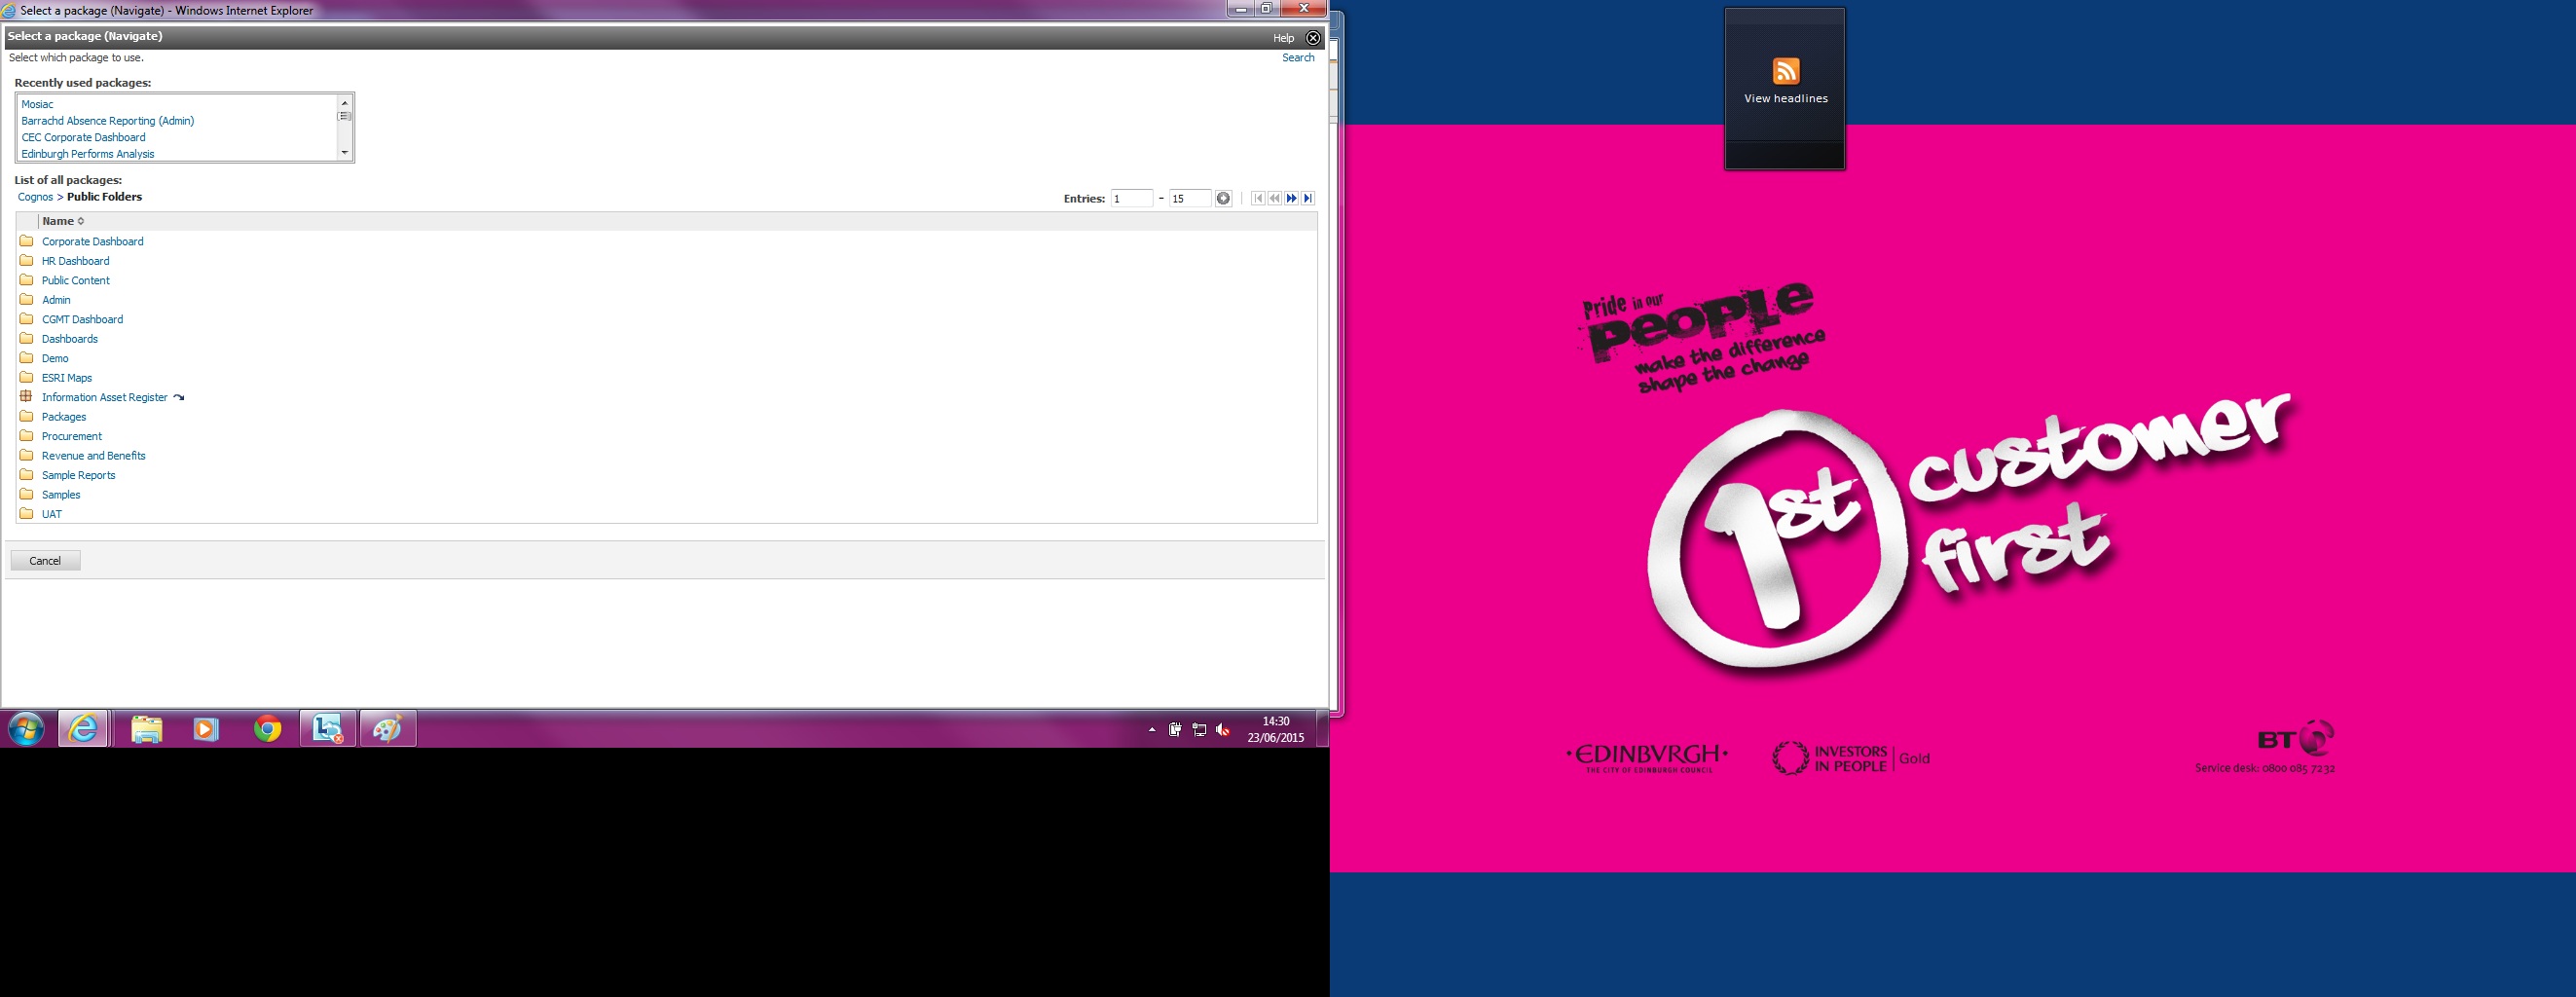 Select a package (Navigate) - Windows Internet Explorer
Select a package (Navigate)
Help
Select which package to use.
Search
Recently used packages:
Mosiac
Barrachd Absence Reporting (Admin)
CEC Corporate Dashboard
Edinburgh Performs Analysis
List of all packages:
Cognos > Public Folders
Entries: 1 - 15
Name
Corporate Dashboard
HR Dashboard
Public Content
Admin
CGMT Dashboard
Dashboards
Demo
ESRI Maps
Information Asset Register
Packages
Procurement
Revenue and Benefits
Sample Reports
Samples
UAT
Cancel
14:30
23/06/2015
View headlines
Pride in our
PEOPLE
make the difference
shape the change
1st
customer
first
•EDINBVRGH•
THE CITY OF EDINBURGH COUNCIL
INVESTORS
IN PEOPLE
Gold
BT
Service desk: 0800 085 7232